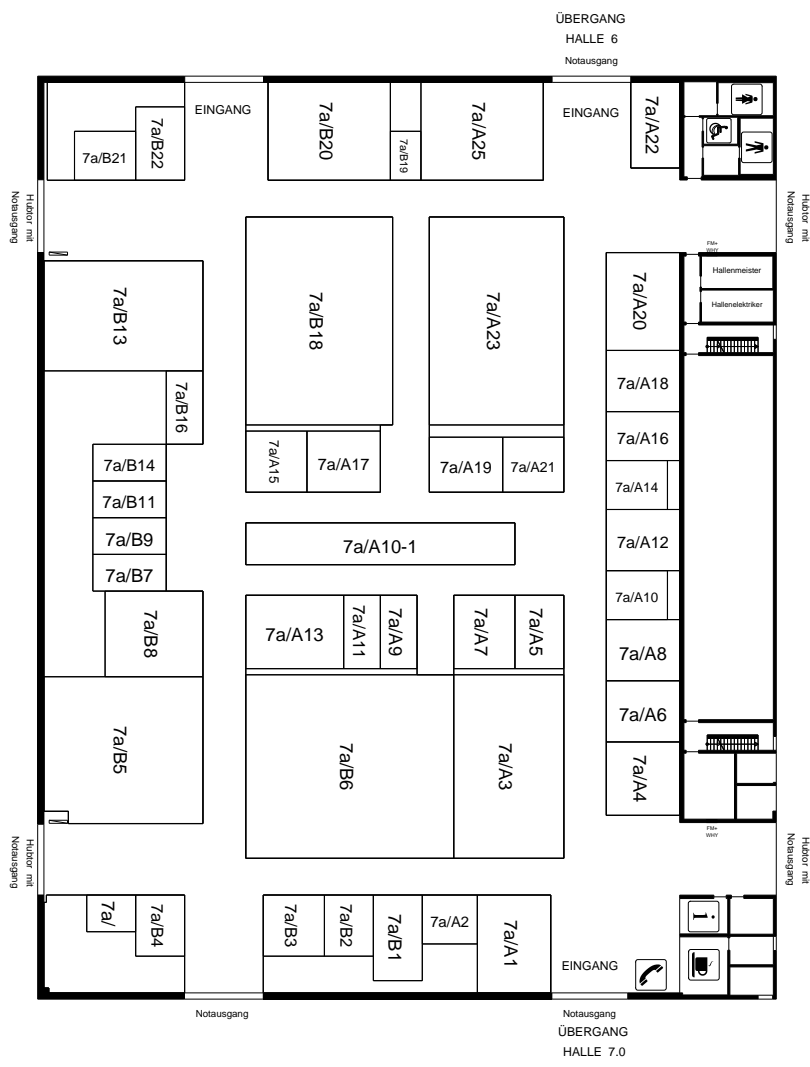 ÜBERGANG
HALLE 6
Notausgang
EINGANG
EINGANG
7a/B21
7a/B22
7a/B20
7a/B19
7a/A25
7a/A22
Hubtor mit
Notausgang
Hubtor mit
Notausgang
FM+
WHY
Hallenmeister
Hallenelektriker
7a/B13
7a/B18
7a/A23
7a/A20
7a/B16
7a/A18
7a/B14
7a/A15
7a/A17
7a/A19
7a/A21
7a/A16
7a/B11
7a/A14
7a/B9
7a/A10-1
7a/A12
7a/B7
7a/A10
7a/B8
7a/A13
7a/A11
7a/A9
7a/A7
7a/A5
7a/A8
7a/A6
7a/B5
7a/B6
7a/A3
7a/A4
Hubtor mit
Notausgang
FM+
WHY
Hubtor mit
Notausgang
7a/
7a/B4
7a/B3
7a/B2
7a/B1
7a/A2
7a/A1
i
EINGANG
Notausgang
Notausgang
ÜBERGANG
HALLE 7.0